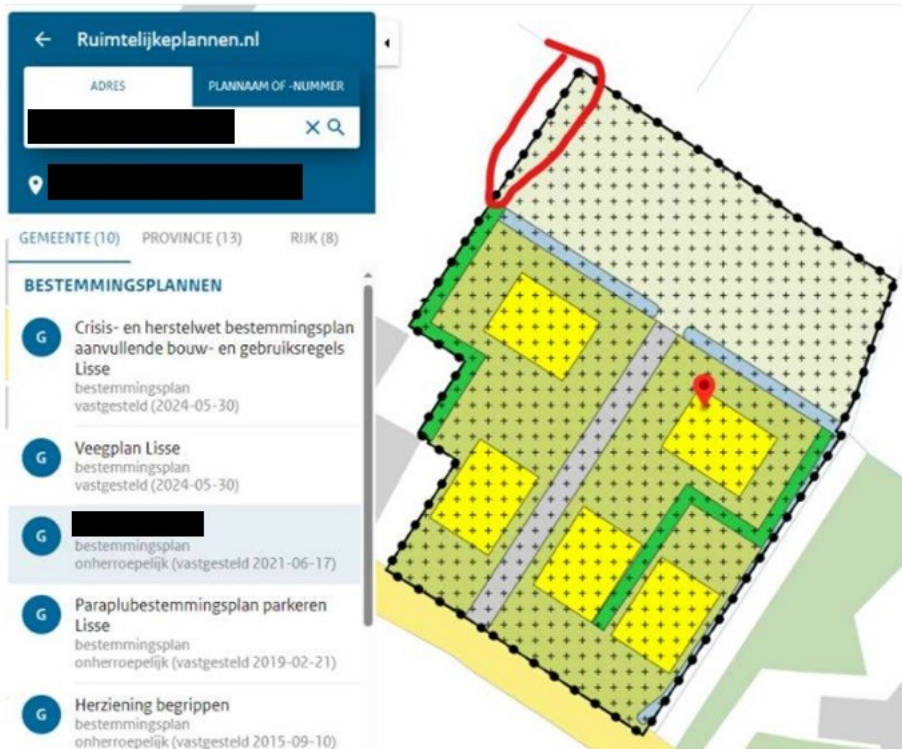 Ruimtelijkeplannen.nl
ADRES
PLANNAAM OF -NUMMER
GEMEENTE (10)
PROVINCIE (13)
RIJK (8)
BESTEMMINGSPLANNEN
G
Crisis- en herstelwet bestemmingsplan
aanvullende bouw- en gebruiksregels
Lisse
bestemmingsplan
vastgesteld (2024-05-30)
G
Veegplan Lisse
bestemmingsplan
vastgesteld (2024-05-30)
G
bestemmingsplan
onherroepelijk (vastgesteld 2021-06-17)
G
Paraplubestemmingsplan parkeren
Lisse
bestemmingsplan
onherroepelijk (vastgesteld 2019-02-21)
G
Herziening begrippen
bestemmingsplan
onherroepelijk (vastgesteld 2015-09-10)